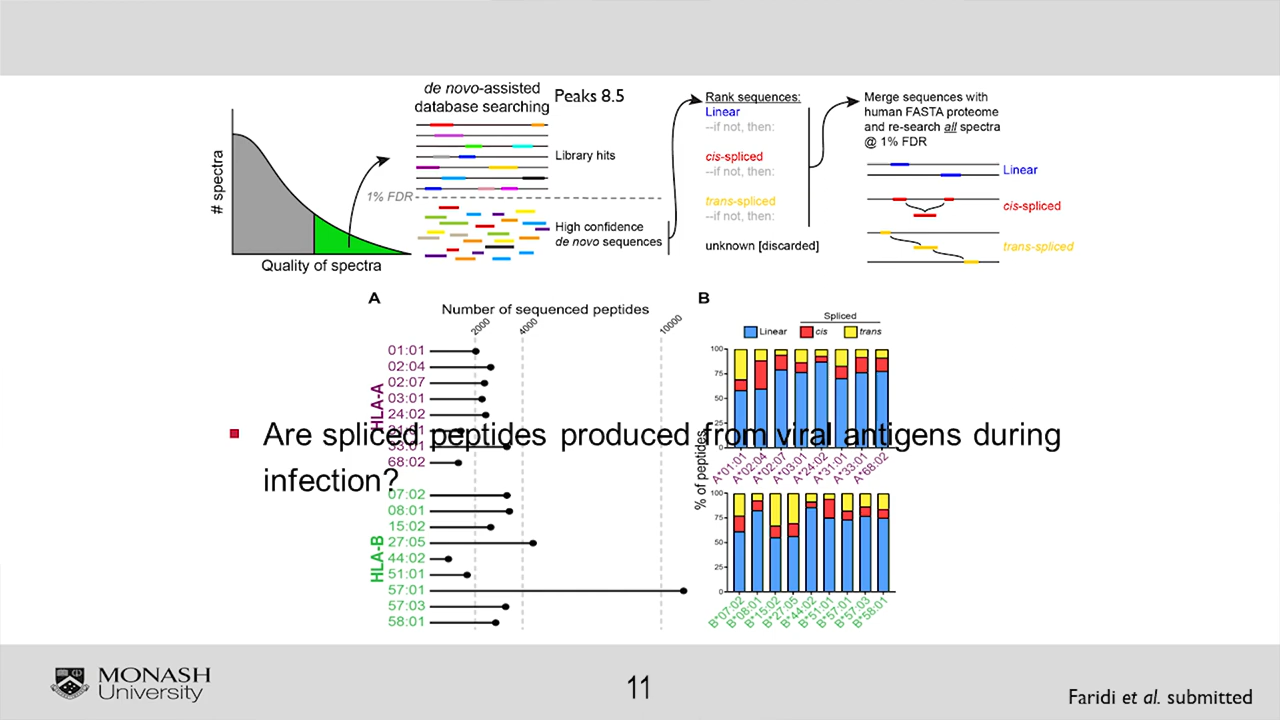 de novo-assisted
database searching
Peaks 8.5
# spectra
Quality of spectra
1% FDR
Library hits
High confidence
de novo sequences
Rank sequences:
Linear
--if not, then:
cis-spliced
--if not, then:
trans-spliced
--if not, then:
unknown [discarded]
Merge sequences with
human FASTA proteome
and re-search all spectra
@ 1% FDR
Linear
cis-spliced
trans-spliced
A
Number of sequenced peptides
2000
4000
10000
HLA-A
01:01
02:04
02:07
03:01
24:02
68:02
HLA-B
07:02
08:01
15:02
27:05
44:02
51:01
57:01
57:03
58:01
B
Spliced
Linear
cis
trans
% of peptides
100
75
50
25
0
A*01:01
A*02:04
A*02:07
A*03:01
A*24:02
A*31:01
A*33:01
A*68:02
100
75
50
25
0
B*07:02
B*08:01
B*15:02
B*27:05
B*44:02
B*51:01
B*57:01
B*57:03
B*58:01
Are spliced peptides produced from viral antigens during
infection?
MONASH
University
11
Faridi et al. submitted